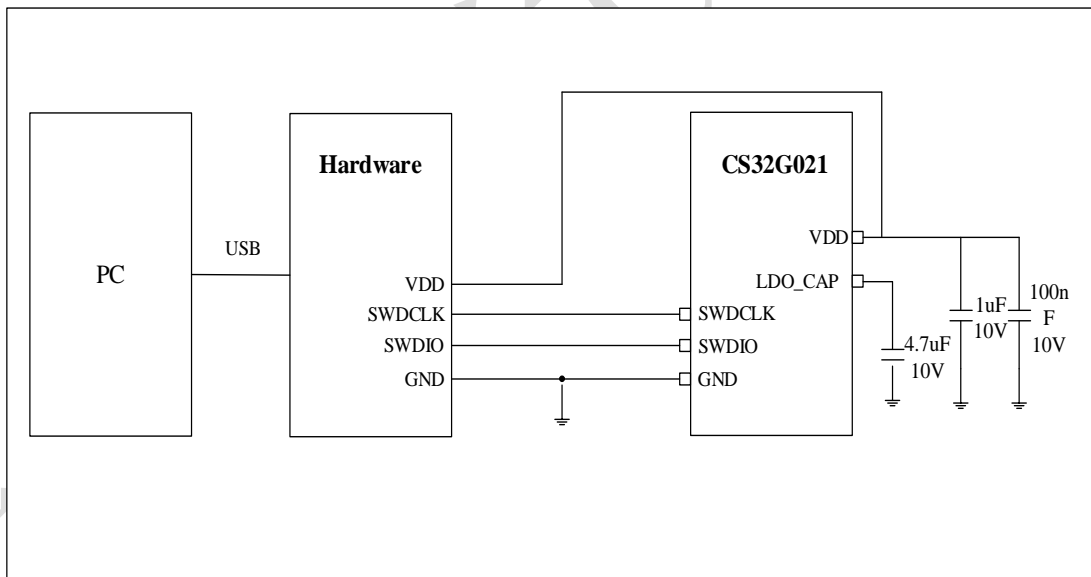 Hardware
CS32G021
PC
USB
VDD
SWDCLK
SWDIO
GND
VDD
LDO_CAP
SWDCLK
SWDIO
GND
4.7uF
10V
1uF
10V
100n
F
10V